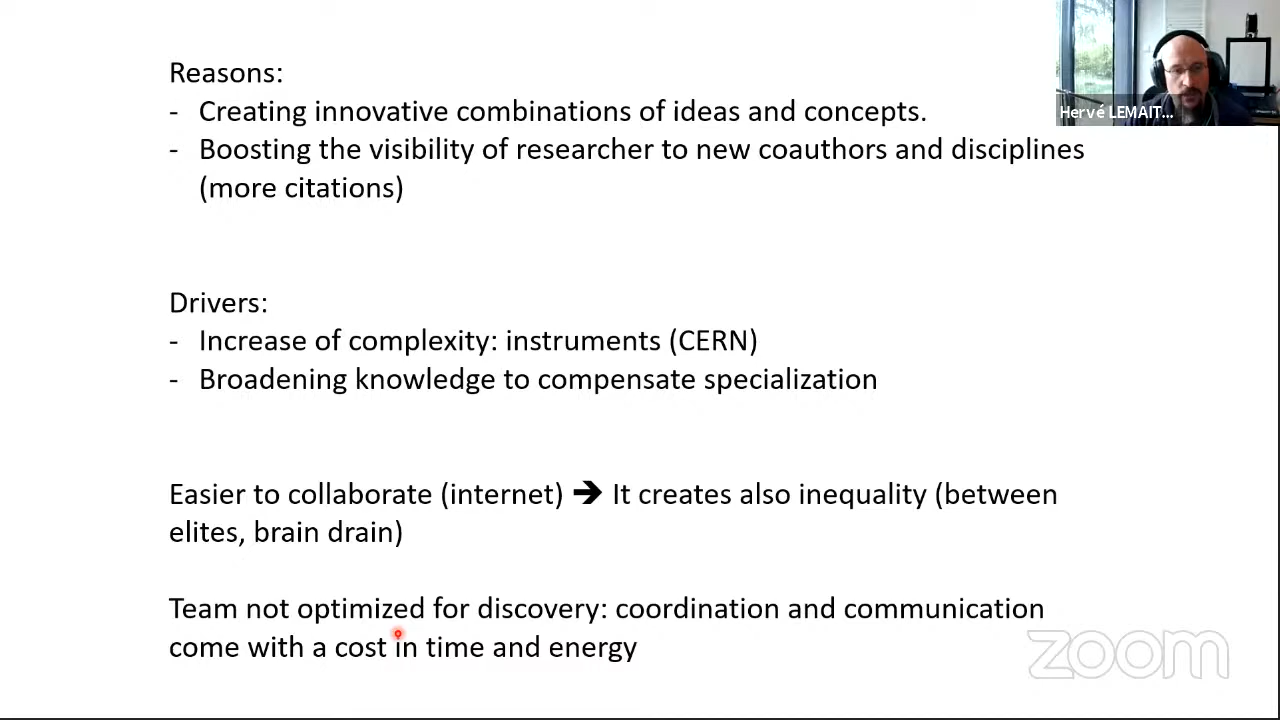 Reasons:
- Creating innovative combinations of ideas and concepts.
- Boosting the visibility of researcher to new coauthors and disciplines
(more citations)
Hervé LEMAIT...
Drivers:
- Increase of complexity: instruments (CERN)
- Broadening knowledge to compensate specialization
Easier to collaborate (internet) ➔ It creates also inequality (between
elites, brain drain)
Team not optimized for discovery: coordination and communication
come with a cost in time and energy
zoom